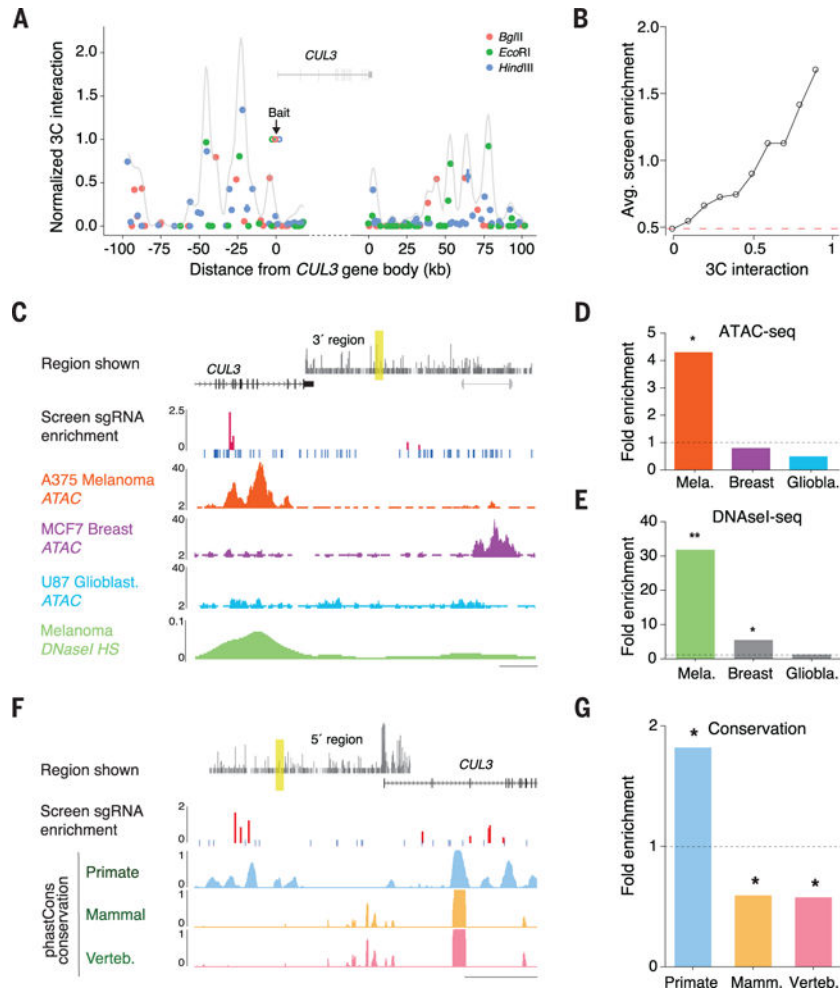 A
Normalized 3C interaction
2.0
1.5
1.0
0.5
0.0
CUL3
Bait
BglII
EcoRI
HindIII
-100 -75 -50 -25 0 0 25 50 75 100
Distance from CUL3 gene body (kb)
B
Avg. screen enrichment
2.0
1.5
1.0
0.5
0 0.5 1
3C interaction
C
Region shown
CUL3
3´ region
Screen sgRNA
enrichment
2.5
0
A375 Melanoma
ATAC
40
2
MCF7 Breast
ATAC
40
2
U87 Glioblast.
ATAC
40
2
Melanoma
DNaseI HS
0.1
0
D
ATAC-seq
Fold enrichment
5
4
3
2
1
0
*
Mela. Breast Gliobla.
E
DNAseI-seq
Fold enrichment
40
30
20
10
0
**
*
Mela. Breast Gliobla.
F
Region shown
5´ region
CUL3
Screen sgRNA
enrichment
2
0
phastCons
conservation
Primate
1
0
Mammal
1
0
Verteb.
1
0
G
Conservation
Fold enrichment
2
1
0
*
*
*
Primate Mamm. Verteb.